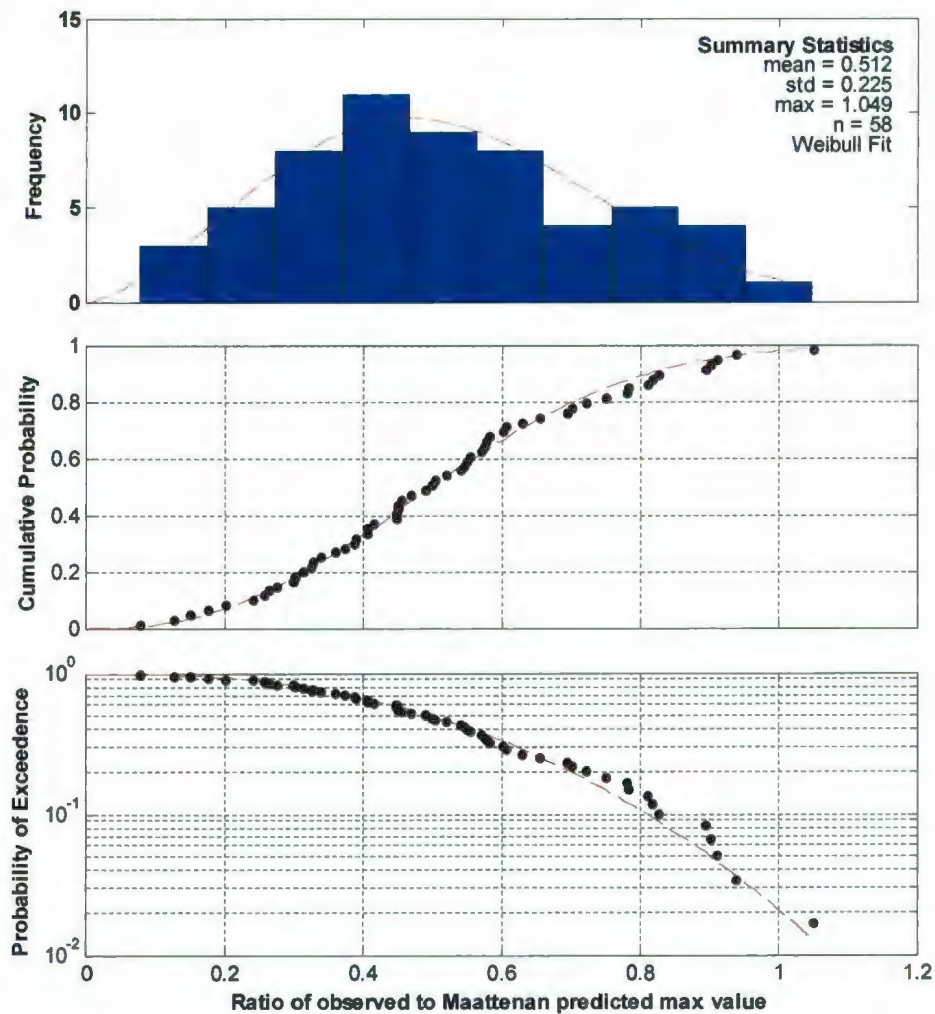 15
10
5
0
Frequency
Summary Statistics
mean = 0.512
std = 0.225
max = 1.049
n = 58
Weibull Fit
1
0.8
0.6
0.4
0.2
0
Cumulative Probability
10^0
10^-1
10^-2
Probability of Exceedence
0 0.2 0.4 0.6 0.8 1 1.2
Ratio of observed to Maattenan predicted max value